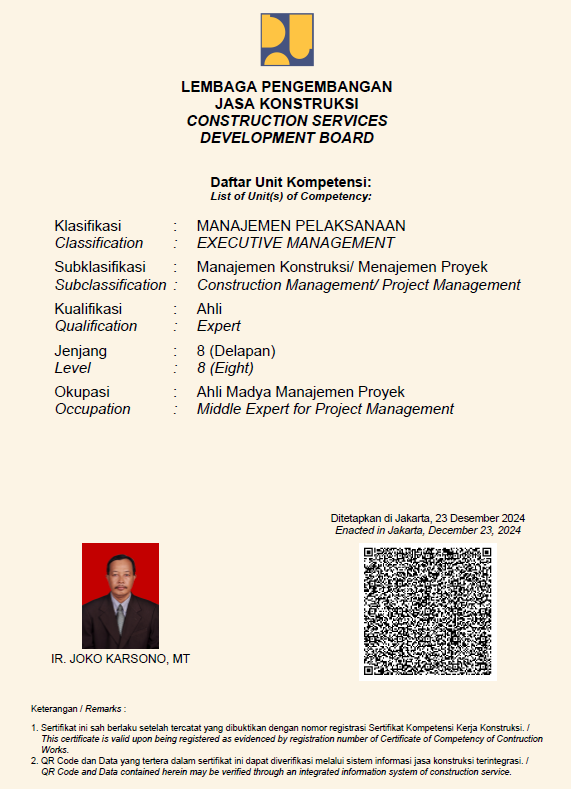 LEMBAGA PENGEMBANGAN
JASA KONSTRUKSI
CONSTRUCTION SERVICES
DEVELOPMENT BOARD
Daftar Unit Kompetensi:
List of Unit(s) of Competency:
Klasifikasi : MANAJEMEN PELAKSANAAN
Classification : EXECUTIVE MANAGEMENT
Subklasifikasi : Manajemen Konstruksi/ Menajemen Proyek
Subclassification : Construction Management/ Project Management
Kualifikasi : Ahli
Qualification : Expert
Jenjang : 8 (Delapan)
Level : 8 (Eight)
Okupasi : Ahli Madya Manajemen Proyek
Occupation : Middle Expert for Project Management
Ditetapkan di Jakarta, 23 Desember 2024
Enacted in Jakarta, December 23, 2024
IR. JOKO KARSONO, MT
Keterangan / Remarks :
1. Sertifikat ini sah berlaku setelah tercatat yang dibuktikan dengan nomor registrasi Sertifikat Kompetensi Kerja Konstruksi. /
This certificate is valid upon being registered as evidenced by registration number of Certificate of Competency of Contruction
Works.
2. QR Code dan Data yang tertera dalam sertifikat ini dapat diverifikasi melalui sistem informasi jasa konstruksi terintegrasi. /
QR Code and Data contained herein may be verified through an integrated information system of construction service.